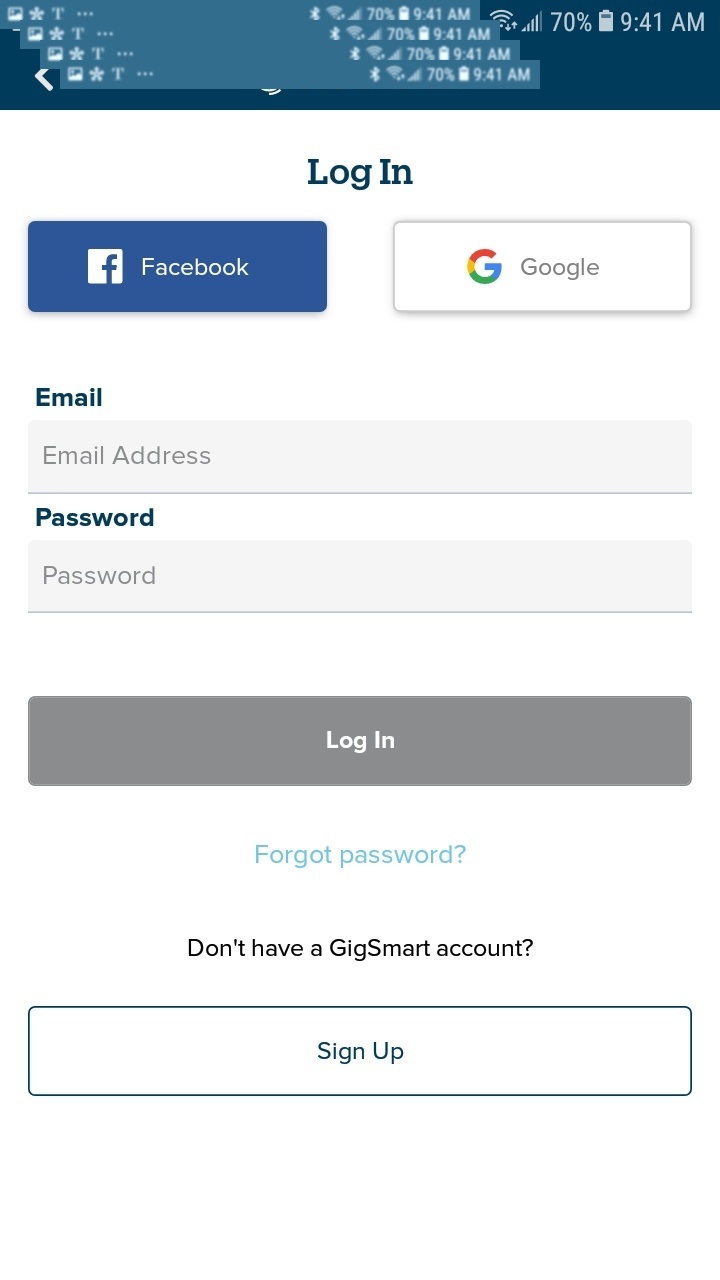 T ... 70% 9:41 AM
70% 9:41 AM
T ... 70% 9:41 AM
T ... 70% 9:41 AM
T ... 70% 9:41 AM
Log In
Facebook
Google
Email
Email Address
Password
Password
Log In
Forgot password?
Don't have a GigSmart account?
Sign Up